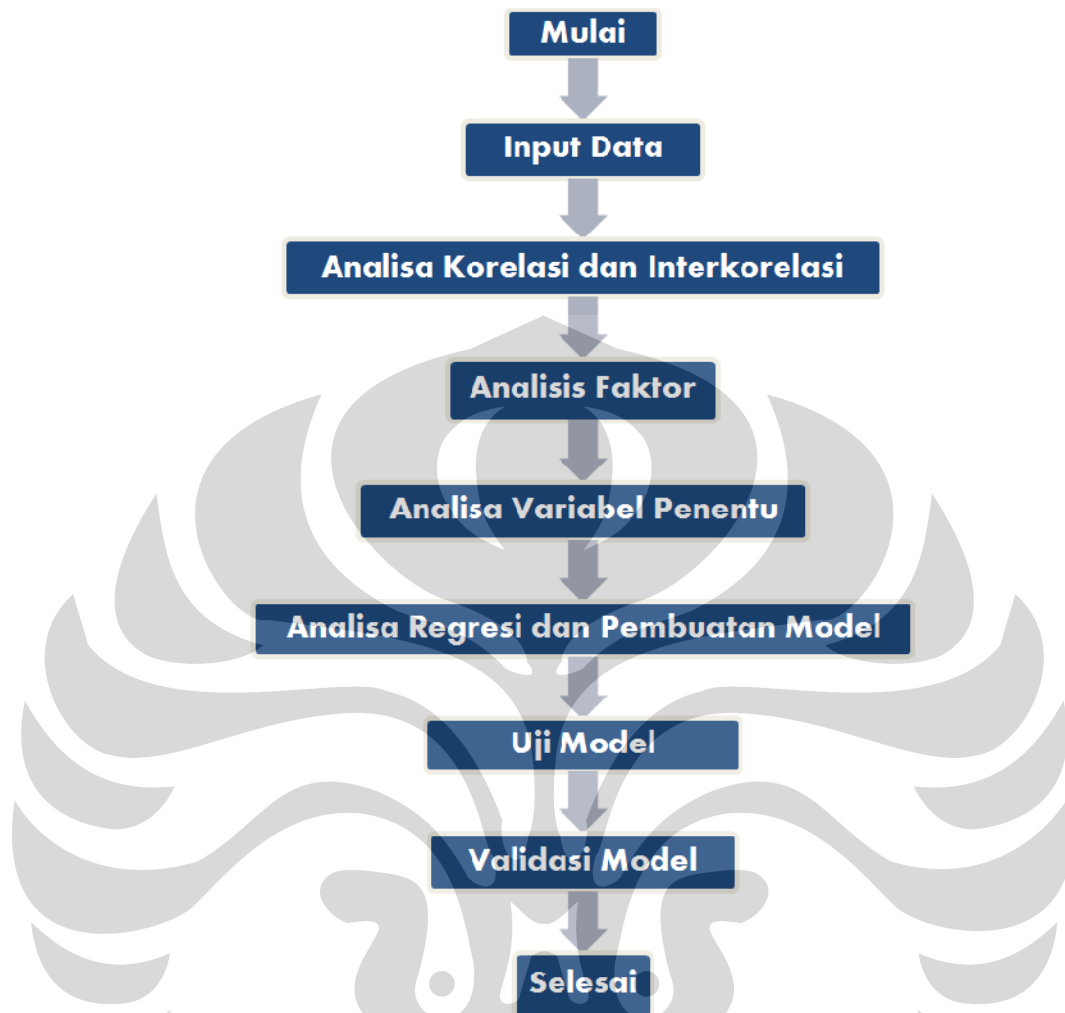 Mulai
Input Data
Analisa Korelasi dan Interkorelasi
Analisis Faktor
Analisa Variabel Penentu
Analisa Regresi dan Pembuatan Model
Uji Model
Validasi Model
Selesai